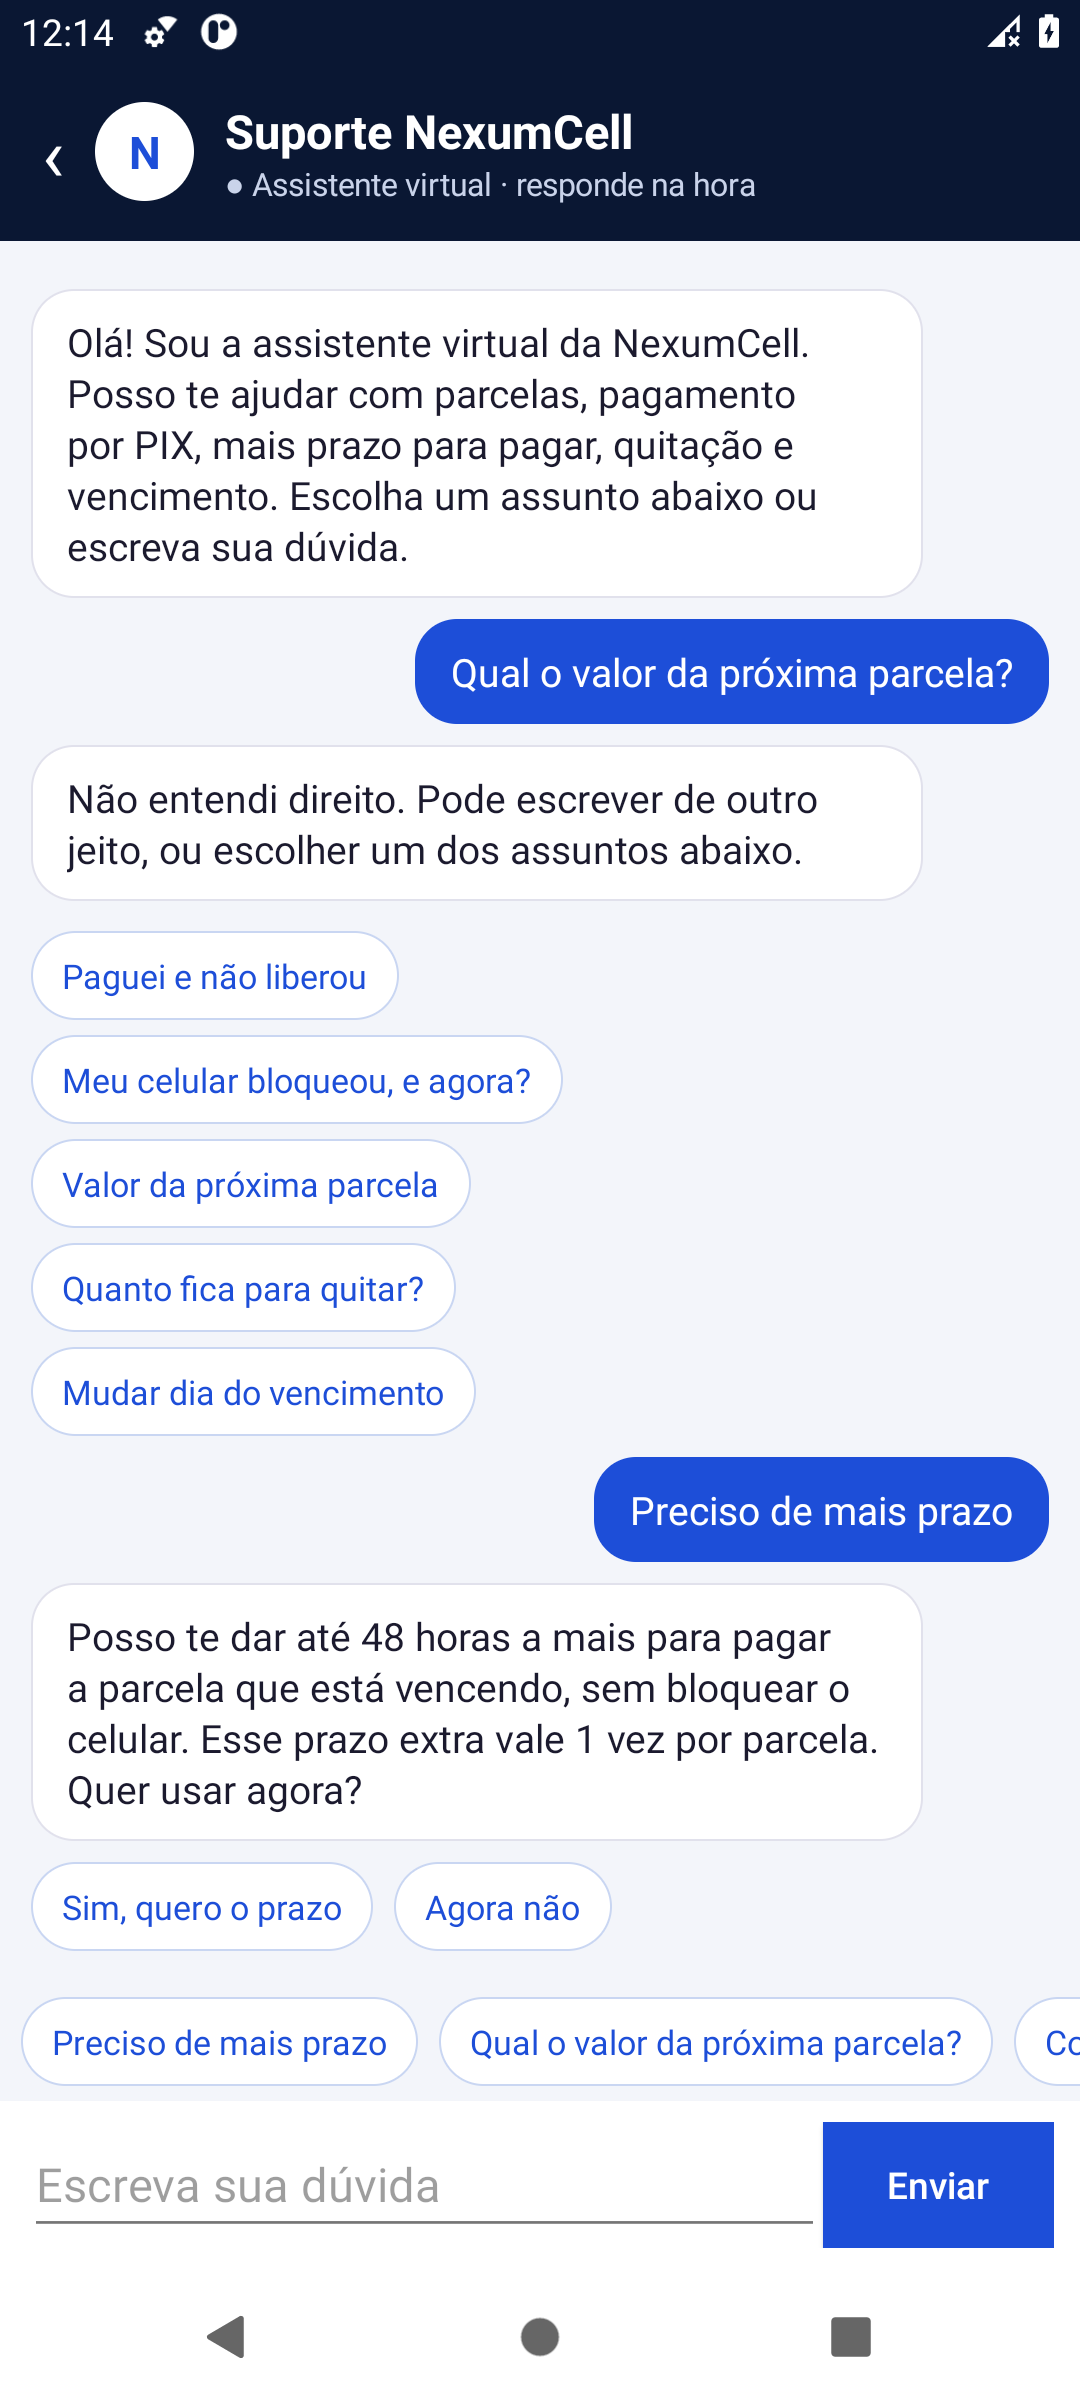 12:14
N
Suporte NexumCell
● Assistente virtual · responde na hora
Olá! Sou a assistente virtual da NexumCell.
Posso te ajudar com parcelas, pagamento
por PIX, mais prazo para pagar, quitação e
vencimento. Escolha um assunto abaixo ou
escreva sua dúvida.
Qual o valor da próxima parcela?
Não entendi direito. Pode escrever de outro
jeito, ou escolher um dos assuntos abaixo.
Paguei e não liberou
Meu celular bloqueou, e agora?
Valor da próxima parcela
Quanto fica para quitar?
Mudar dia do vencimento
Preciso de mais prazo
Posso te dar até 48 horas a mais para pagar
a parcela que está vencendo, sem bloquear o
celular. Esse prazo extra vale 1 vez por parcela.
Quer usar agora?
Sim, quero o prazo
Agora não
Preciso de mais prazo
Qual o valor da próxima parcela?
Escreva sua dúvida
Enviar